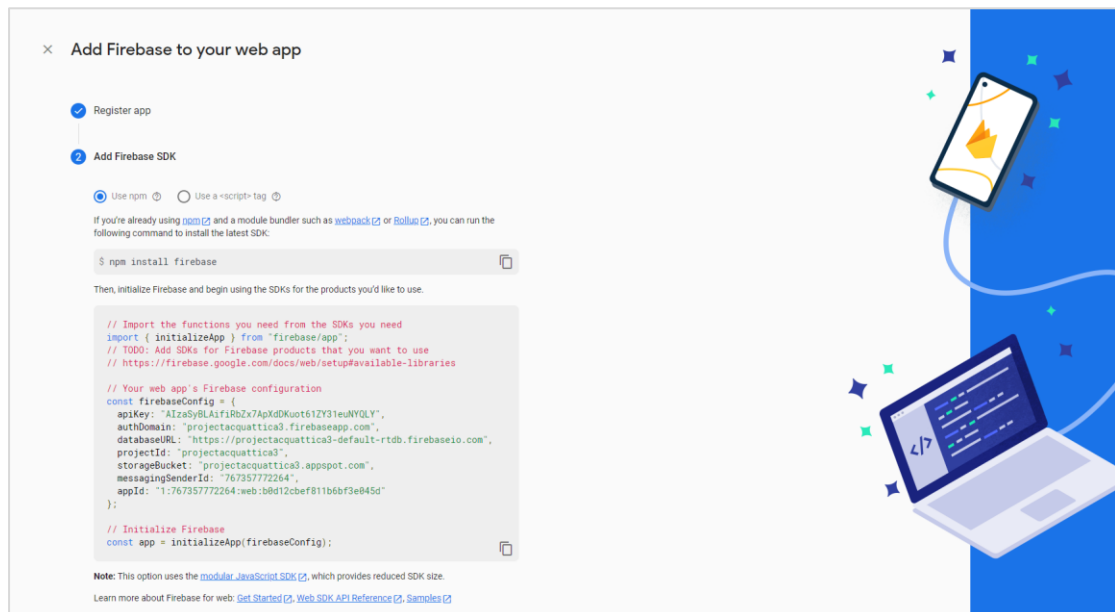 Add Firebase to your web app
Register app
2 Add Firebase SDK
Use npm Use a <script> tag
If you're already using npm and a module bundler such as webpack or Rollup, you can run the
following command to install the latest SDK:
$ npm install firebase
Then, initialize Firebase and begin using the SDKs for the products you'd like to use.
// Import the functions you need from the SDKs you need
import { initializeApp } from "firebase/app";
// TODO: Add SDKs for Firebase products that you want to use
// https://firebase.google.com/docs/web/setup#available-libraries
// Your web app's Firebase configuration
const firebaseConfig = {
apiKey: "AIzaSyBLAifiRbZx7ApXdDKuot61ZY31euNYQLY",
authDomain: "projectacquattica3.firebaseapp.com",
databaseURL: "https://projectacquattica3-default-rtdb.firebaseio.com",
projectId: "projectacquattica3",
storageBucket: "projectacquattica3.appspot.com",
messagingSenderId: "767357772264",
appId: "1:767357772264:web:b0d12cbef811b6bf3e045d"
};
// Initialize Firebase
const app = initializeApp(firebaseConfig);
Note: This option uses the modular JavaScript SDK, which provides reduced SDK size.
Learn more about Firebase for web: Get Started, Web SDK API Reference, Samples